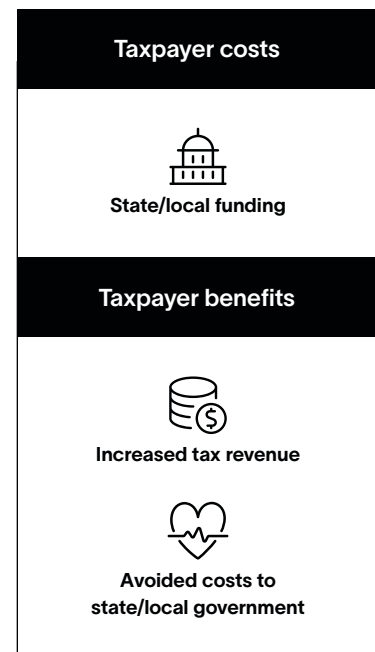 Taxpayer costs
State/local funding
Taxpayer benefits
$
Increased tax revenue
Avoided costs to
state/local government